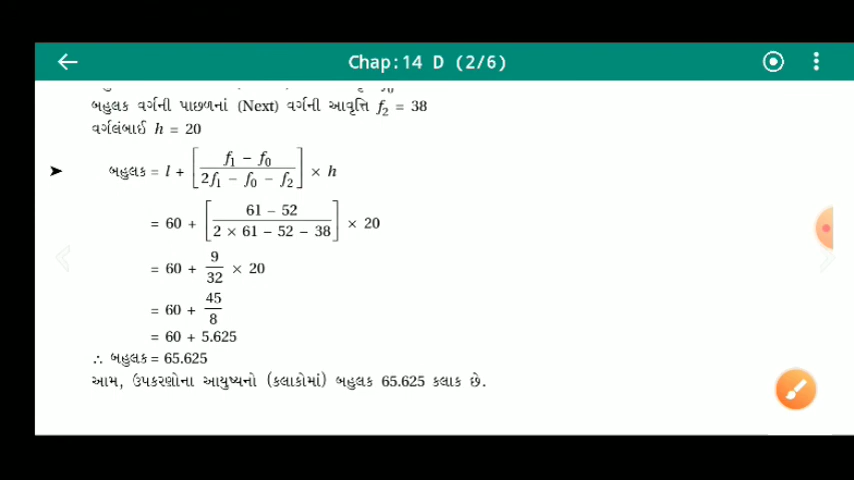 Chap:14 D (2/6)
બહુલક વર્ગની પાછળનાં (Next) વર્ગની આવૃત્તિ f₂ = 38
વર્ગલંબાઈ h = 20
➤ બહુલક = l + [(f₁ − f₀) / (2f₁ − f₀ − f₂)] × h
= 60 + [(61 − 52) / (2 × 61 − 52 − 38)] × 20
= 60 + 9/32 × 20
= 60 + 45/8
= 60 + 5.625
∴ બહુલક = 65.625
આમ, ઉપકરણોના આયુષ્યનો (કલાકોમાં) બહુલક 65.625 કલાક છે.